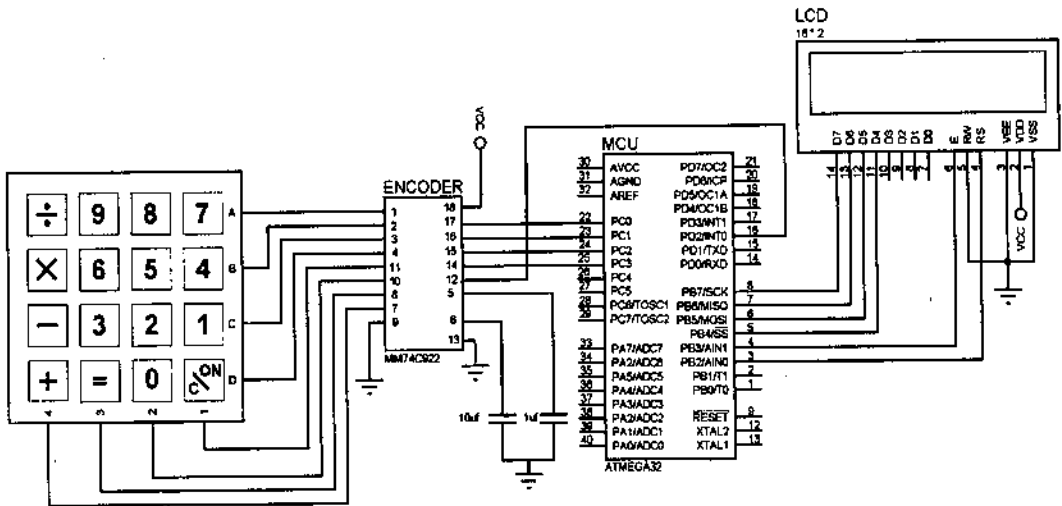 LCD
16*2
D7 D6 D5 D4 D3 D2 D1 D0 E RW RS VEE VDD VSS
14 13 12 11 10 9 8 7 6 5 4 3 2 1
VCC
VCC
MCU
30 AVCC PD7/OC2 21
31 AGND PD6/ICP 20
32 AREF PD5/OC1A 19
PD4/OC1B 18
22 PC0 PD3/INT1 17
23 PC1 PD2/INT0 16
24 PC2 PD1/TXD 15
25 PC3 PD0/RXD 14
26 PC4
27 PC5 PB7/SCK 8
28 PC6/TOSC1 PB6/MISO 7
29 PC7/TOSC2 PB5/MOSI 6
PB4/SS 5
33 PA7/ADC7 PB3/AIN1 4
34 PA2/ADC6 PB2/AIN0 3
35 PA5/ADC5 PB1/T1 2
36 PA4/ADC4 PB0/T0 1
37 PA3/ADC3
38 PA2/ADC2 RESET 9
39 PA1/ADC1 XTAL2 12
40 PA0/ADC0 XTAL1 13
ATMEGA32
ENCODER
1 18
2 17
3 16
4 15
11 14
10 12
8 5
7 6
9 13
MM74C922
10uf 1uf
÷ 9 8 7 A
× 6 5 4 B
− 3 2 1 C
+ = 0 C/ON D
4 3 2 1